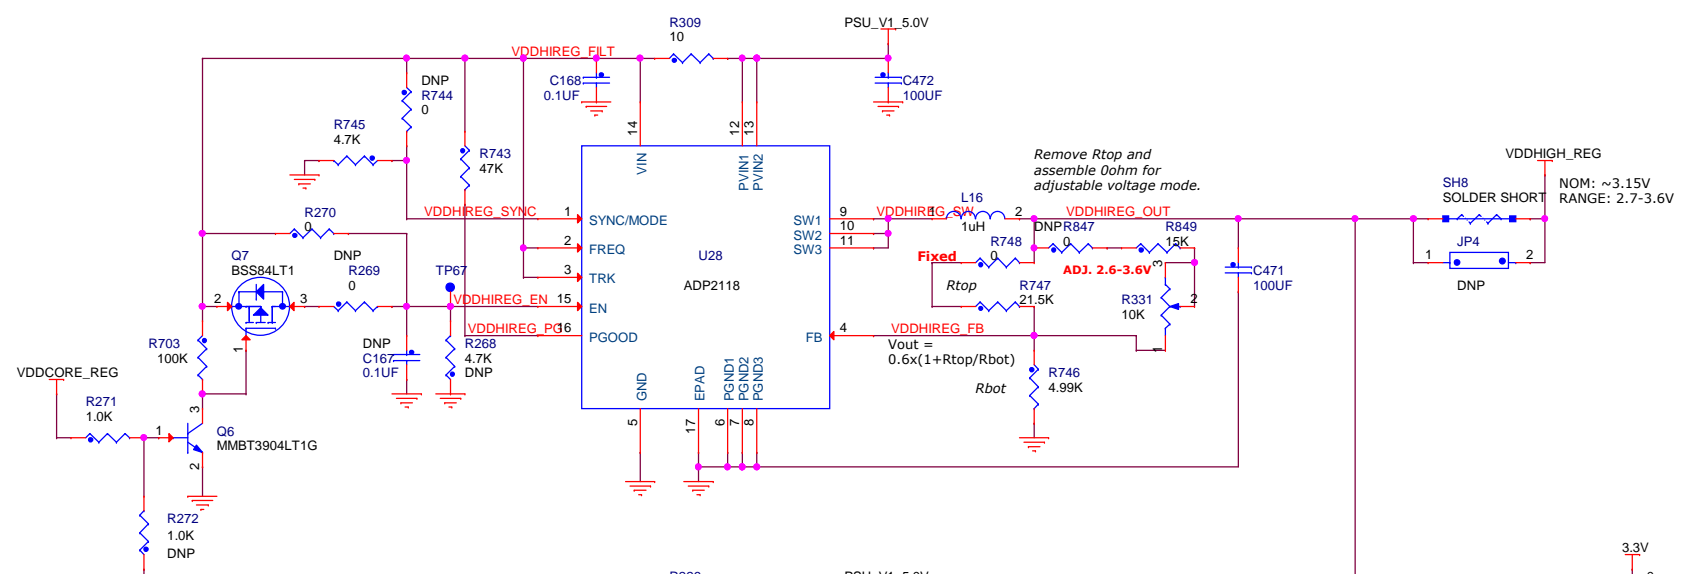 R309
10
PSU_V1_5.0V
VDDHIREG_FILT
C168
0.1UF
C472
100UF
DNP
R744
0
R745
4.7K
R743
47K
14
12
13
VIN
PVIN1
PVIN2
Remove Rtop and
assemble 0ohm for
adjustable voltage mode.
VDDHIGH_REG
SH8
SOLDER SHORT
NOM: ~3.15V
RANGE: 2.7-3.6V
VDDHIREG_SYNC
1
SYNC/MODE
SW1
9
VDDHIREG_SW
1
L16
2
1uH
VDDHIREG_OUT
R270
0
SW2
10
SW3
11
DNP
R847
0
R849
15K
2
FREQ
U28
Fixed
R748
0
JP4
1
2
DNP
Q7
BSS84LT1
DNP
R269
0
TP67
3
TRK
ADP2118
ADJ. 2.6-3.6V
3
C471
100UF
Rtop
R747
21.5K
R331
10K
2
2
3
VDDHIREG_EN
15
EN
VDDHIREG_PG
16
PGOOD
FB
4
VDDHIREG_FB
1
Vout =
0.6x(1+Rtop/Rbot)
R703
100K
1
DNP
C167
0.1UF
R268
4.7K
DNP
VDDCORE_REG
GND
EPAD
PGND1
PGND2
PGND3
Rbot
R746
4.99K
R271
1.0K
3
1
Q6
MMBT3904LT1G
2
5
17
6
7
8
R272
1.0K
DNP
3.3V
PSU_V1_5.0V